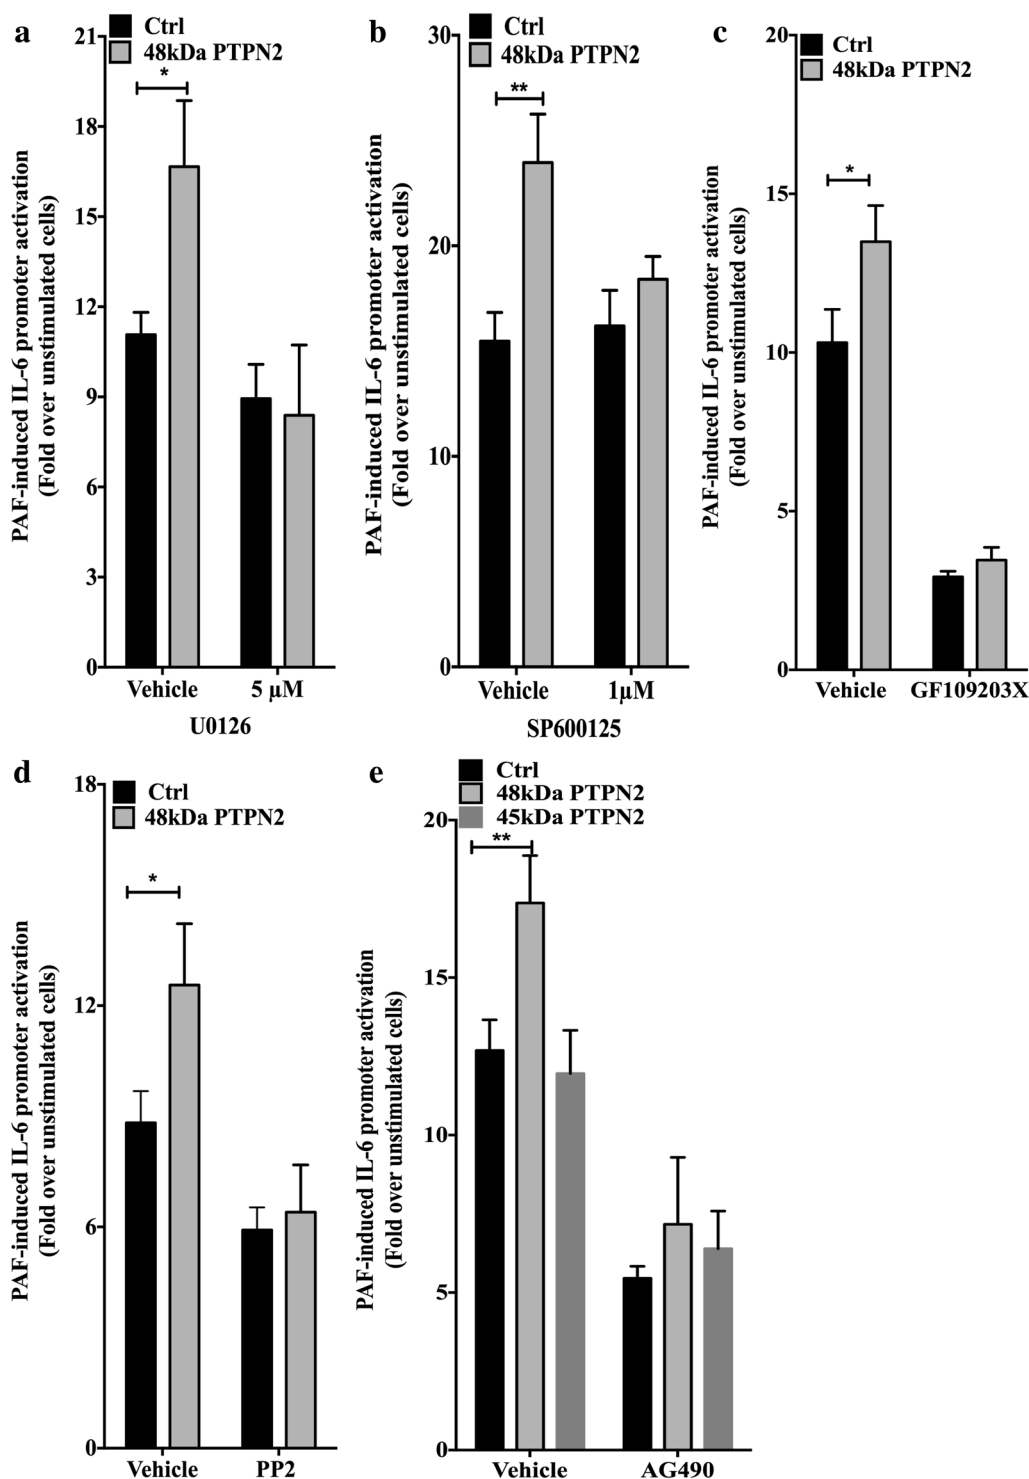 a
Ctrl
48kDa PTPN2
*
21
18
15
12
9
6
3
0
PAF-induced IL-6 promoter activation
(Fold over unstimulated cells)
Vehicle
5 µM
U0126
b
Ctrl
48kDa PTPN2
**
30
20
10
0
PAF-induced IL-6 promoter activation
(Fold over unstimulated cells)
Vehicle
1µM
SP600125
c
Ctrl
48kDa PTPN2
*
20
15
10
5
0
PAF-induced IL-6 promoter activation
(Fold over unstimulated cells)
Vehicle
GF109203X
d
Ctrl
48kDa PTPN2
*
18
12
6
0
PAF-induced IL-6 promoter activation
(Fold over unstimulated cells)
Vehicle
PP2
e
Ctrl
48kDa PTPN2
45kDa PTPN2
**
20
15
10
5
0
PAF-induced IL-6 promoter activation
(Fold over unstimulated cells)
Vehicle
AG490